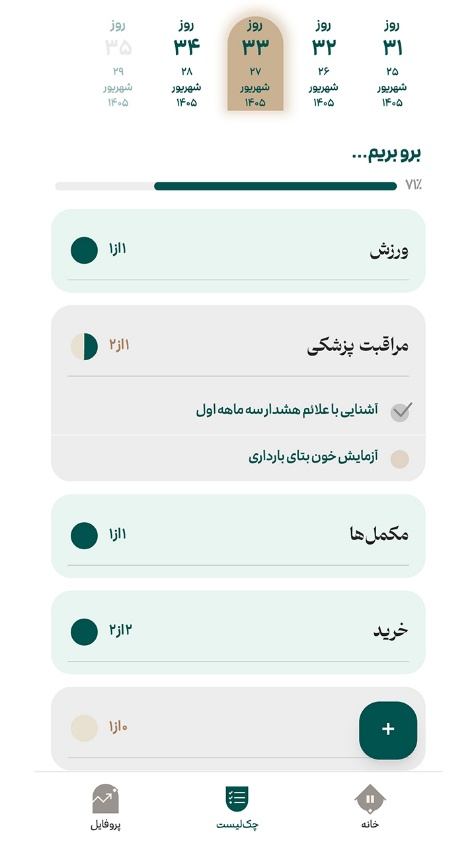 روز روز روز روز روز
۳۱ ۳۲ ۳۳ ۳۴ ۳۵
۲۵ ۲۶ ۲۷ ۲۸ ۲۹
شهریور شهریور شهریور شهریور شهریور
۱۴۰۵ ۱۴۰۵ ۱۴۰۵ ۱۴۰۵ ۱۴۰۵
برو بریم...
۷۱٪
ورزش ۱از۱
مراقبت پزشکی ۱از۲
آشنایی با علائم هشدار سه ماهه اول
آزمایش خون بتای بارداری
مکمل‌ها ۱از۱
خرید ۲از۲
۰از۱
+
خانه چک‌لیست پروفایل